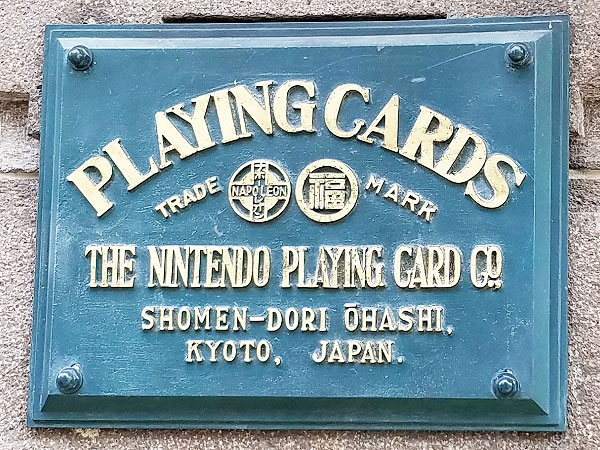 PLAYING CARDS
TRADE NAPOLEON 福 MARK
THE NINTENDO PLAYING CARD CO.
SHOMEN-DORI ŌHASHI,
KYOTO, JAPAN.